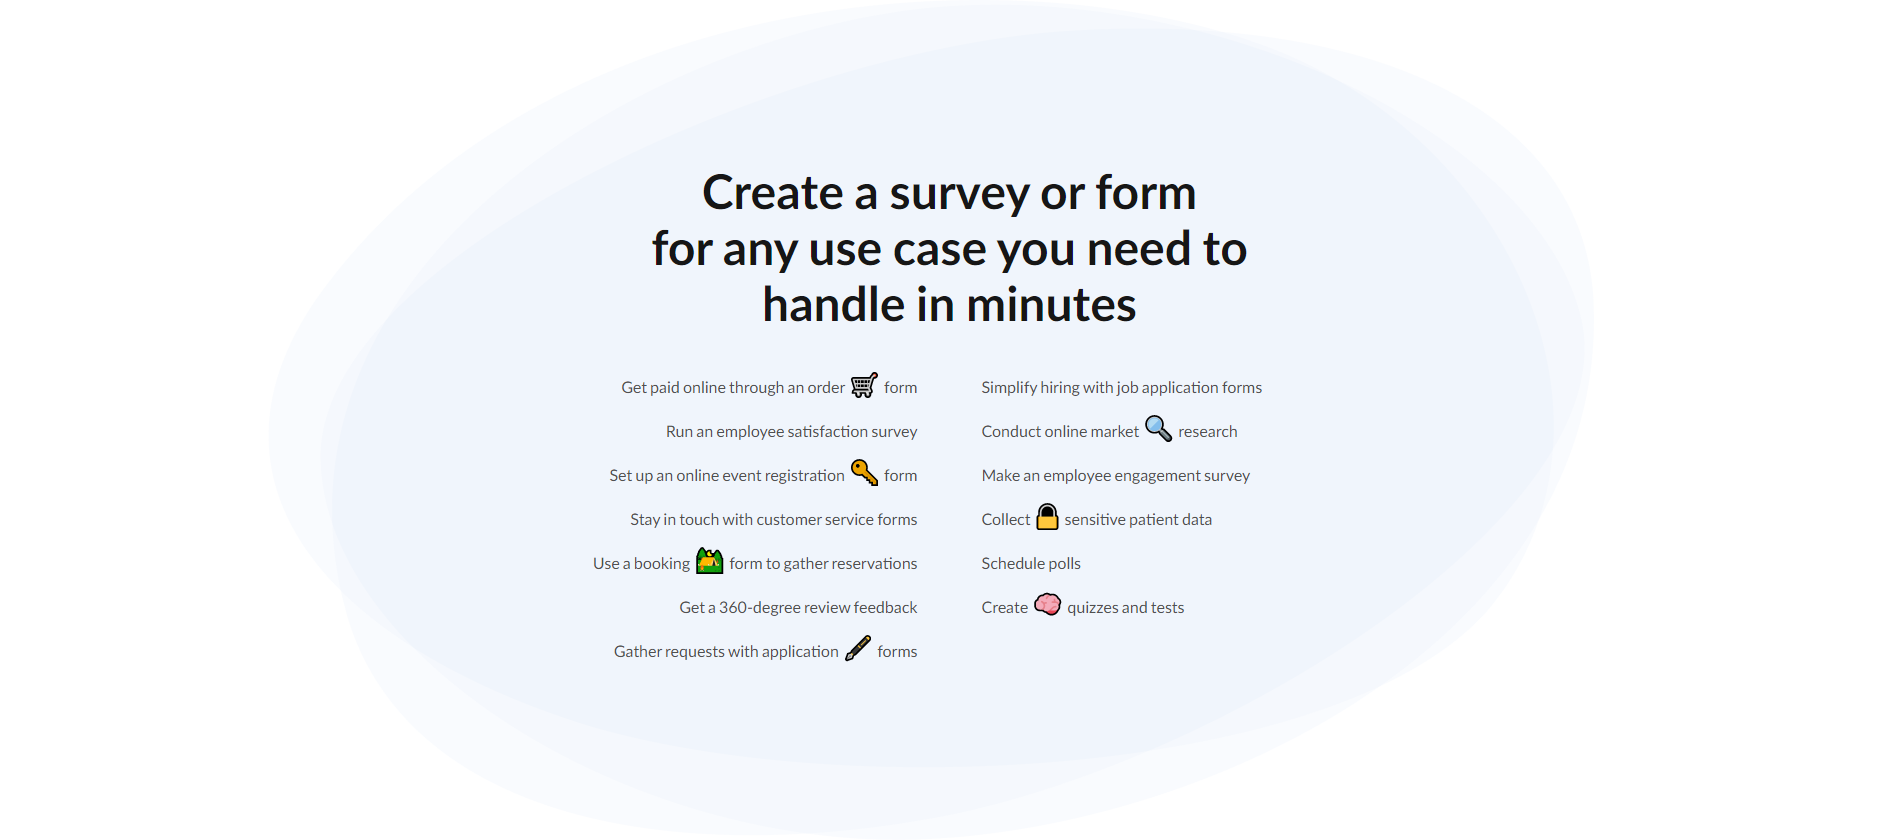 Create a survey or form
for any use case you need to
handle in minutes
Get paid online through an order form
Run an employee satisfaction survey
Set up an online event registration form
Stay in touch with customer service forms
Use a booking form to gather reservations
Get a 360-degree review feedback
Gather requests with application forms
Simplify hiring with job application forms
Conduct online market research
Make an employee engagement survey
Collect sensitive patient data
Schedule polls
Create quizzes and tests